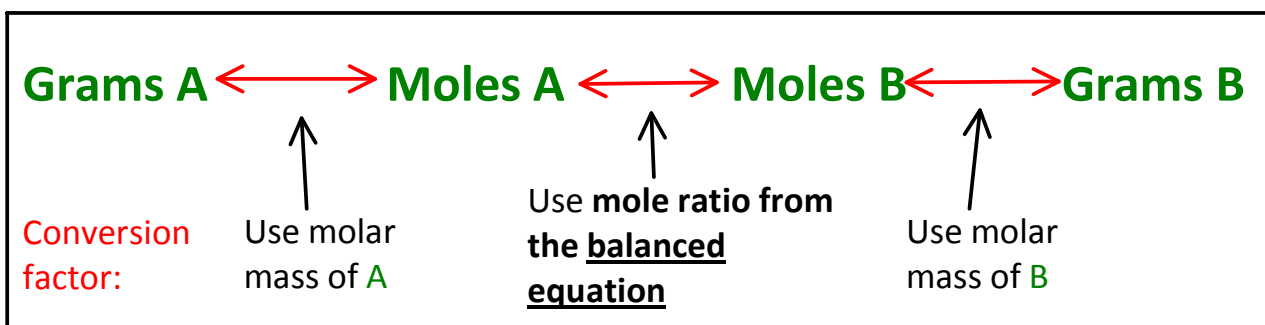 Grams A Moles A Moles B Grams B
Conversion factor:
Use molar mass of A
Use mole ratio from the balanced equation
Use molar mass of B